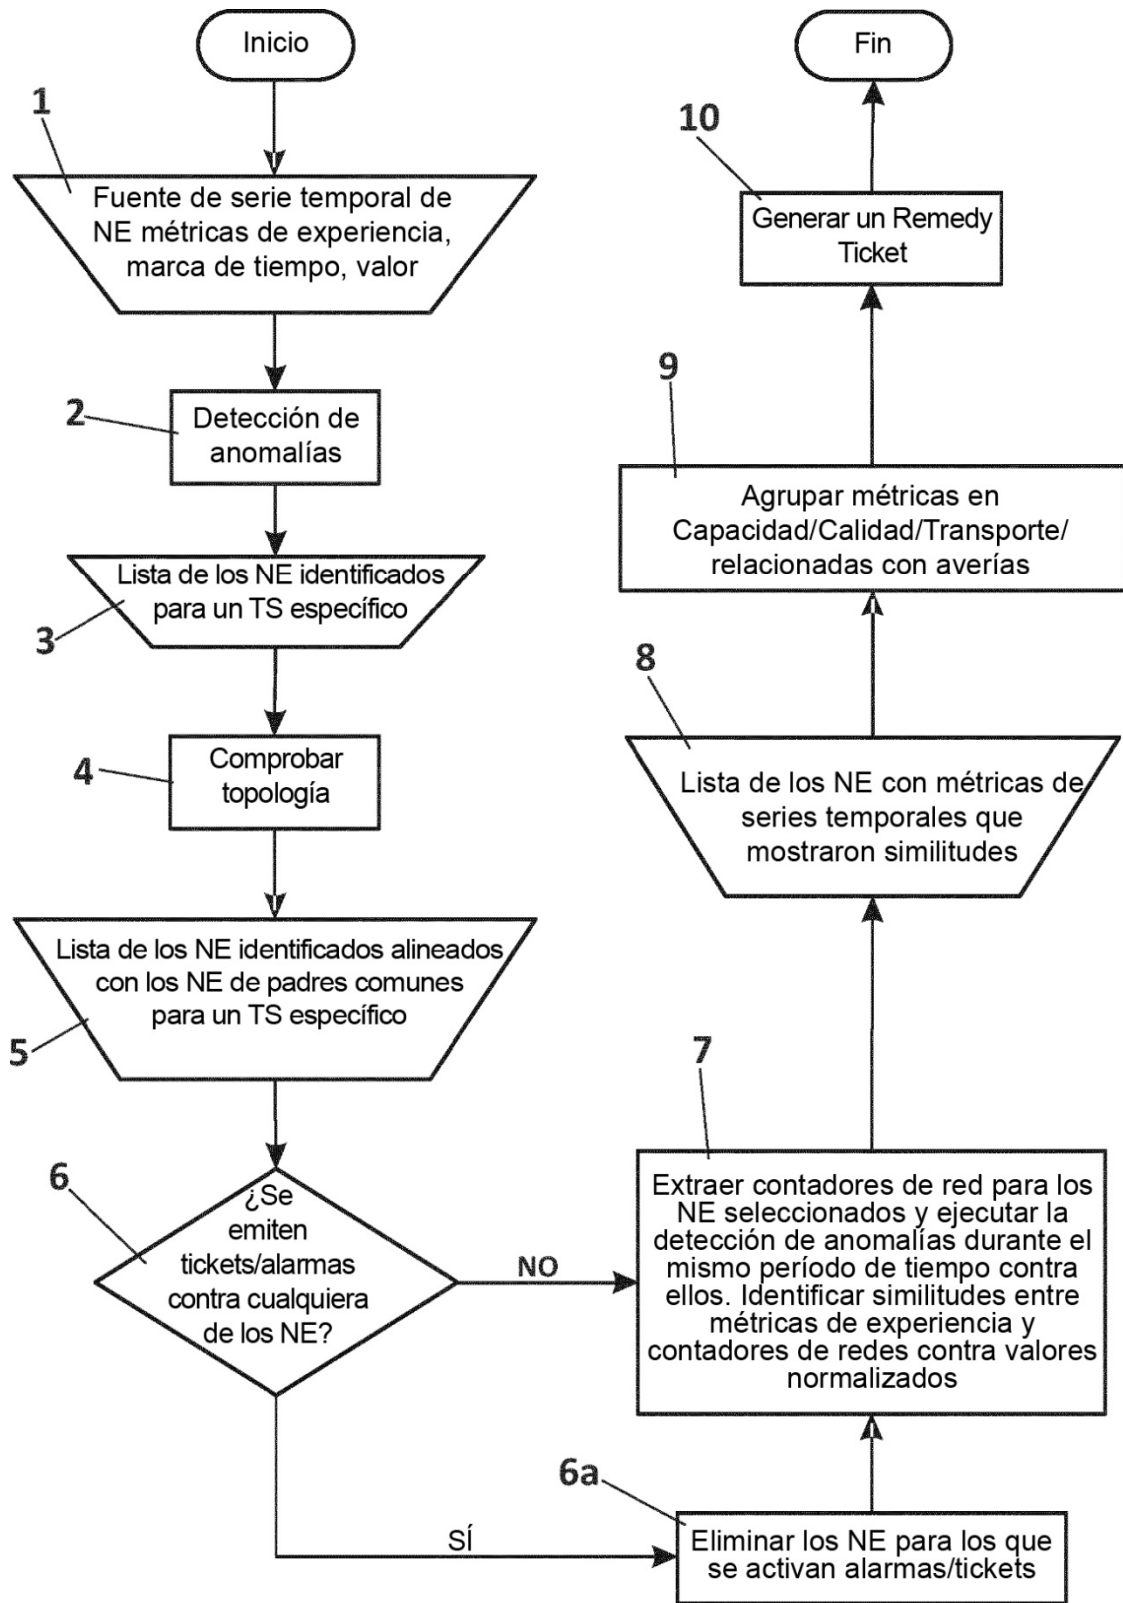 Inicio
1
Fuente de serie temporal de
NE métricas de experiencia,
marca de tiempo, valor
2
Detección de
anomalías
Lista de los NE identificados
para un TS específico
3
4
Comprobar
topología
Lista de los NE identificados alineados
con los NE de padres comunes
para un TS específico
5
6
¿Se
emiten
tickets/alarmas
contra cualquiera
de los NE?
NO
SÍ
6a
Eliminar los NE para los que
se activan alarmas/tickets
7
Extraer contadores de red para los
NE seleccionados y ejecutar la
detección de anomalías durante el
mismo período de tiempo contra
ellos. Identificar similitudes entre
métricas de experiencia y
contadores de redes contra valores
normalizados
8
Lista de los NE con métricas de
series temporales que
mostraron similitudes
9
Agrupar métricas en
Capacidad/Calidad/Transporte/
relacionadas con averías
10
Generar un Remedy
Ticket
Fin